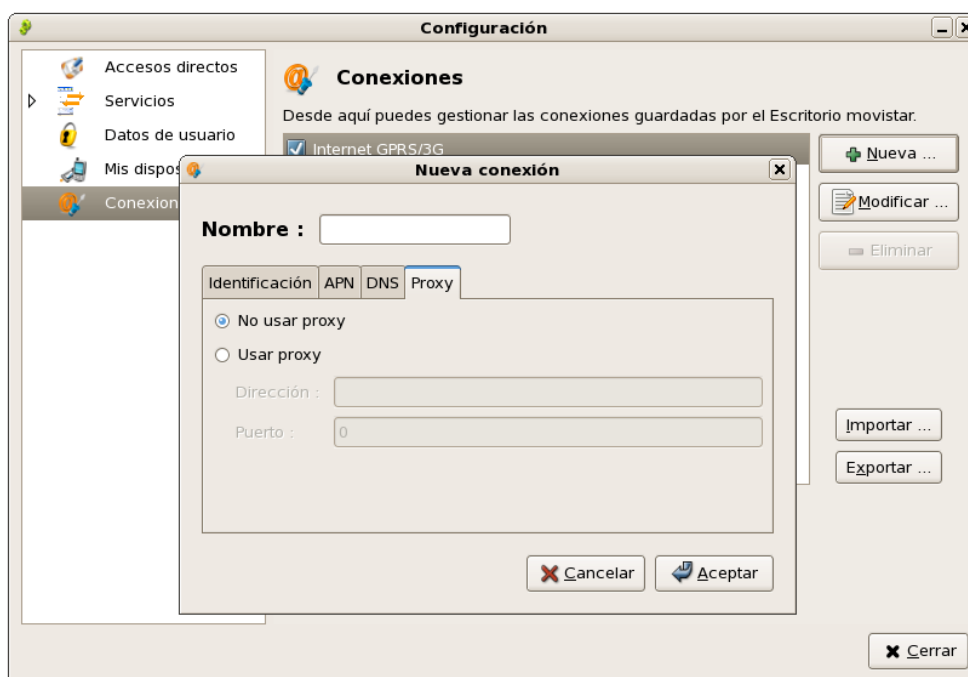 Configuración
Accesos directos
Servicios
Datos de usuario
Mis dispos
Conexion
Conexiones
Desde aquí puedes gestionar las conexiones guardadas por el Escritorio movistar.
Internet GPRS/3G
Nueva ...
Modificar ...
Eliminar
Importar ...
Exportar ...
Nueva conexión
Nombre :
Identificación APN DNS Proxy
No usar proxy
Usar proxy
Dirección :
Puerto : 0
Cancelar Aceptar
Cerrar